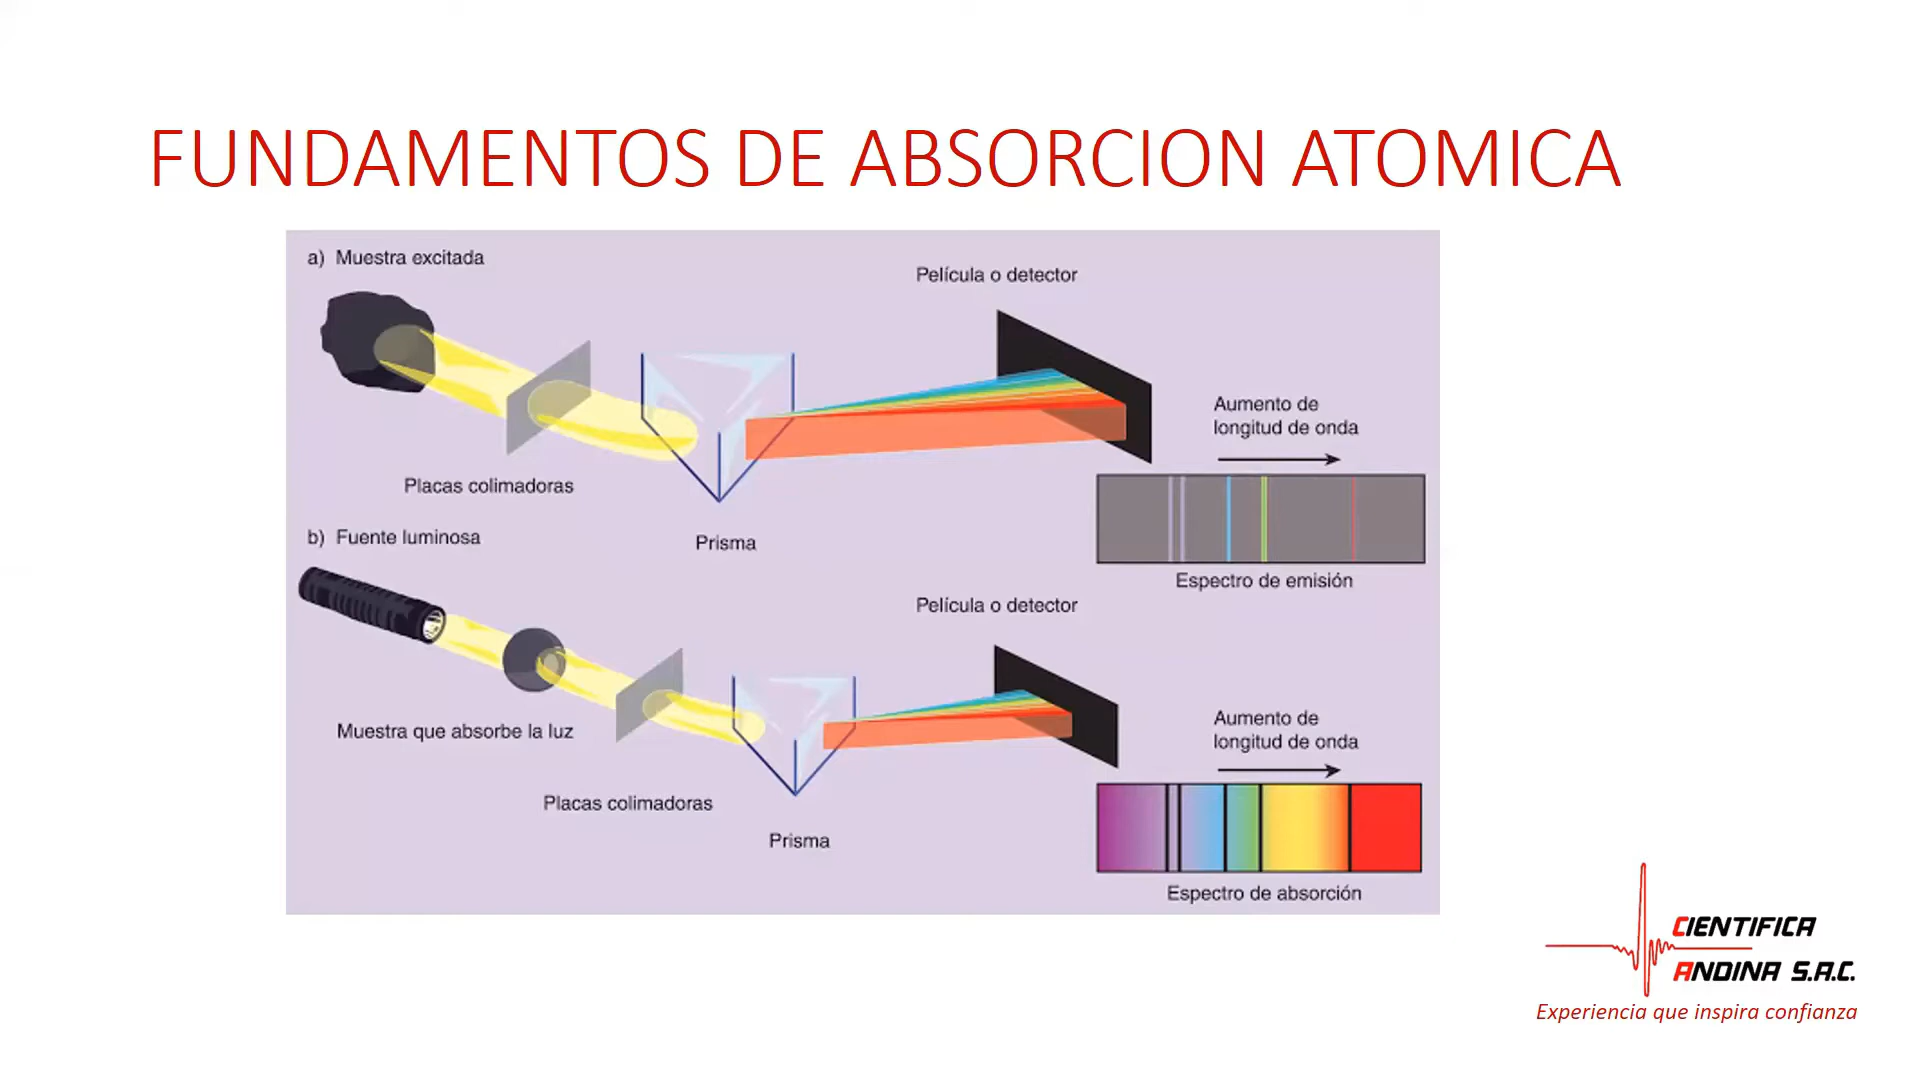 FUNDAMENTOS DE ABSORCION ATOMICA
a) Muestra excitada
Película o detector
Aumento de
longitud de onda
Placas colimadoras
Prisma
Espectro de emisión
b) Fuente luminosa
Película o detector
Muestra que absorbe la luz
Aumento de
longitud de onda
Placas colimadoras
Prisma
Espectro de absorción
CIENTIFICA
ANDINA S.A.C.
Experiencia que inspira confianza